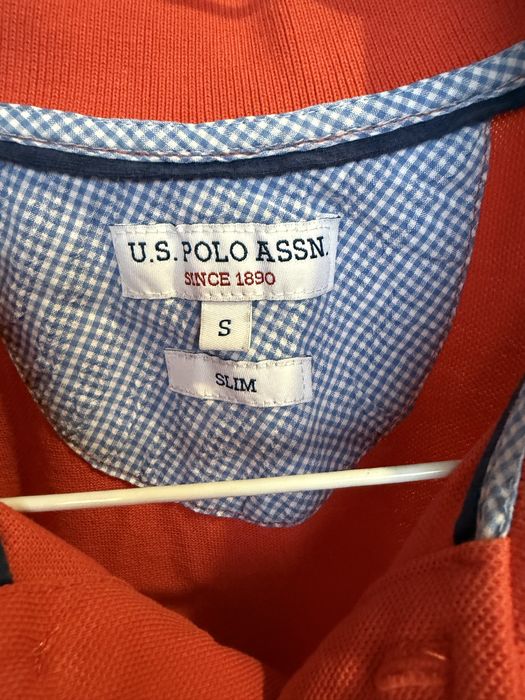 U.S. POLO ASSN.
SINCE 1890
S
SLIM